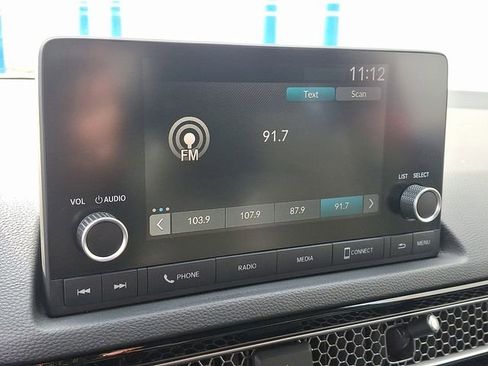 11:12
Text Scan
FM
91.7
VOL AUDIO
LIST SELECT
103.9 107.9 87.9 91.7
PHONE RADIO MEDIA CONNECT MENU